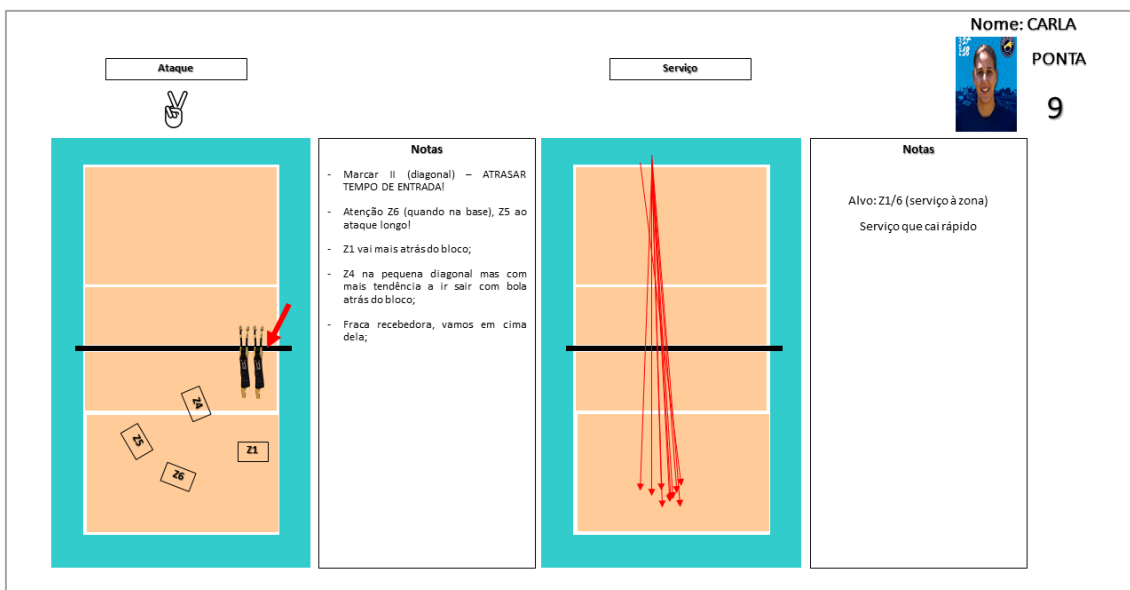 Nome: CARLA
PONTA
9
Ataque
Serviço
Notas
- Marcar II (diagonal) – ATRASAR
TEMPO DE ENTRADA!
- Atenção Z6 (quando na base), Z5 ao
ataque longo!
- Z1 vai mais atrás do bloco;
- Z4 na pequena diagonal mas com
mais tendência a ir sair com bola
atrás do bloco;
- Fraca recebedora, vamos em cima
dela;
Z4
Z5
Z1
Z6
Notas
Alvo: Z1/6 (serviço à zona)
Serviço que cai rápido